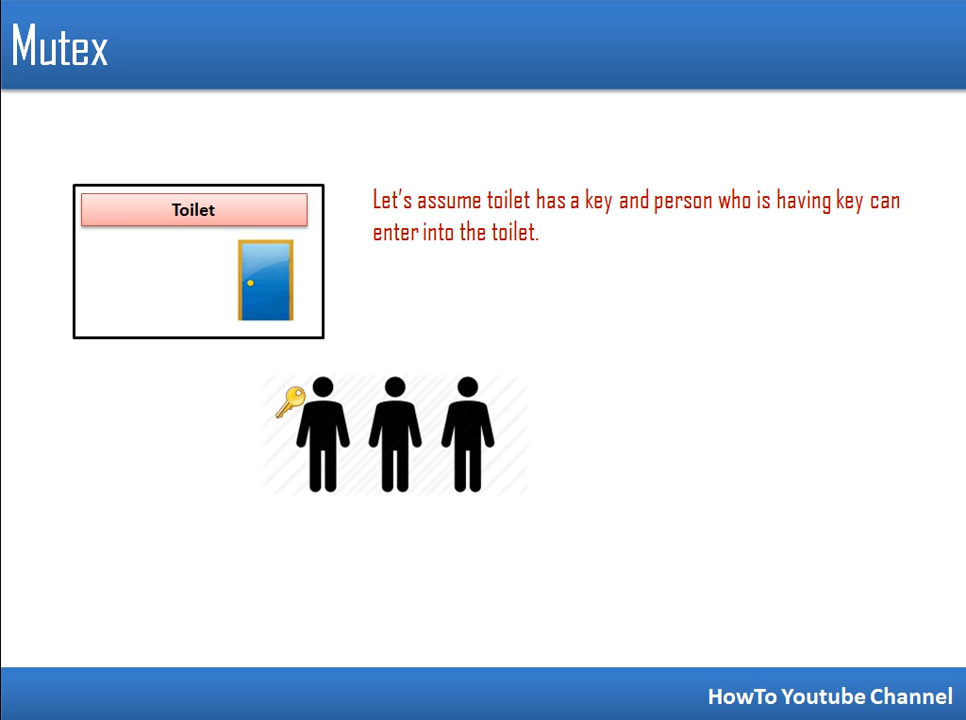 Mutex
Toilet
Let's assume toilet has a key and person who is having key can
enter into the toilet.
HowTo Youtube Channel